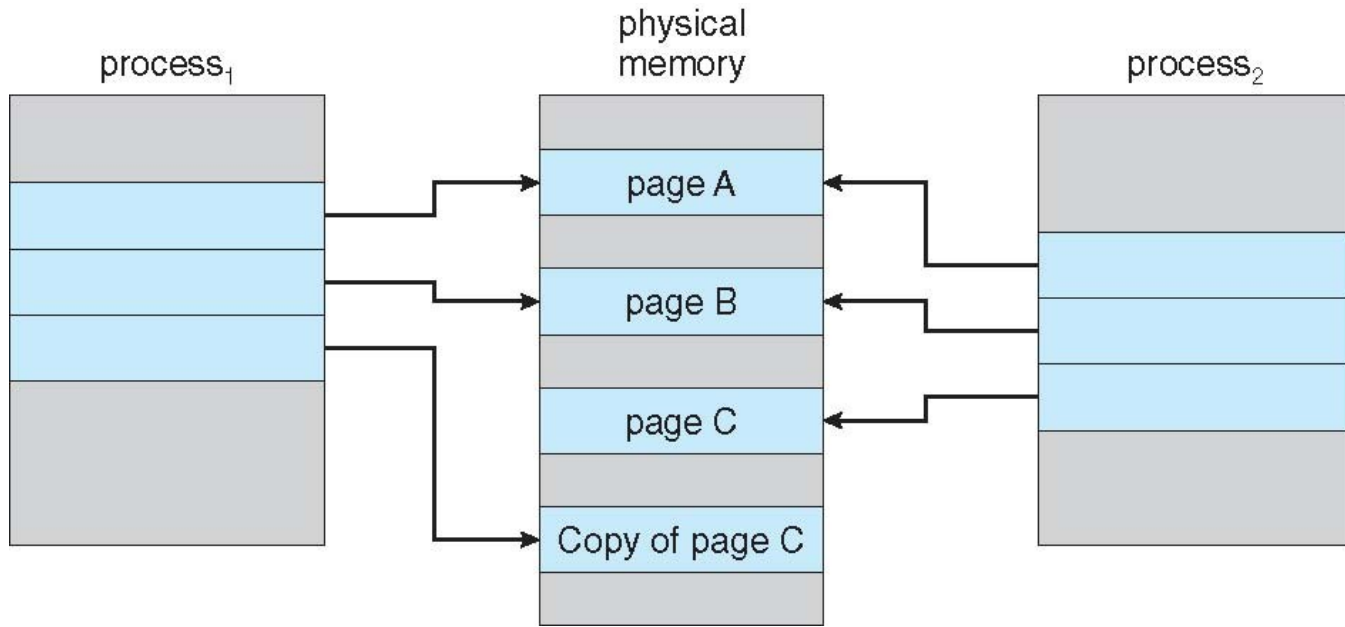 process₁
physical
memory
process₂
page A
page B
page C
Copy of page C